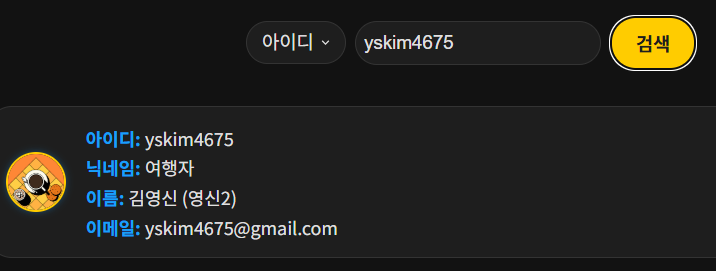 아이디 yskim4675 검색
아이디: yskim4675
닉네임: 여행자
이름: 김영신 (영신2)
이메일: yskim4675@gmail.com